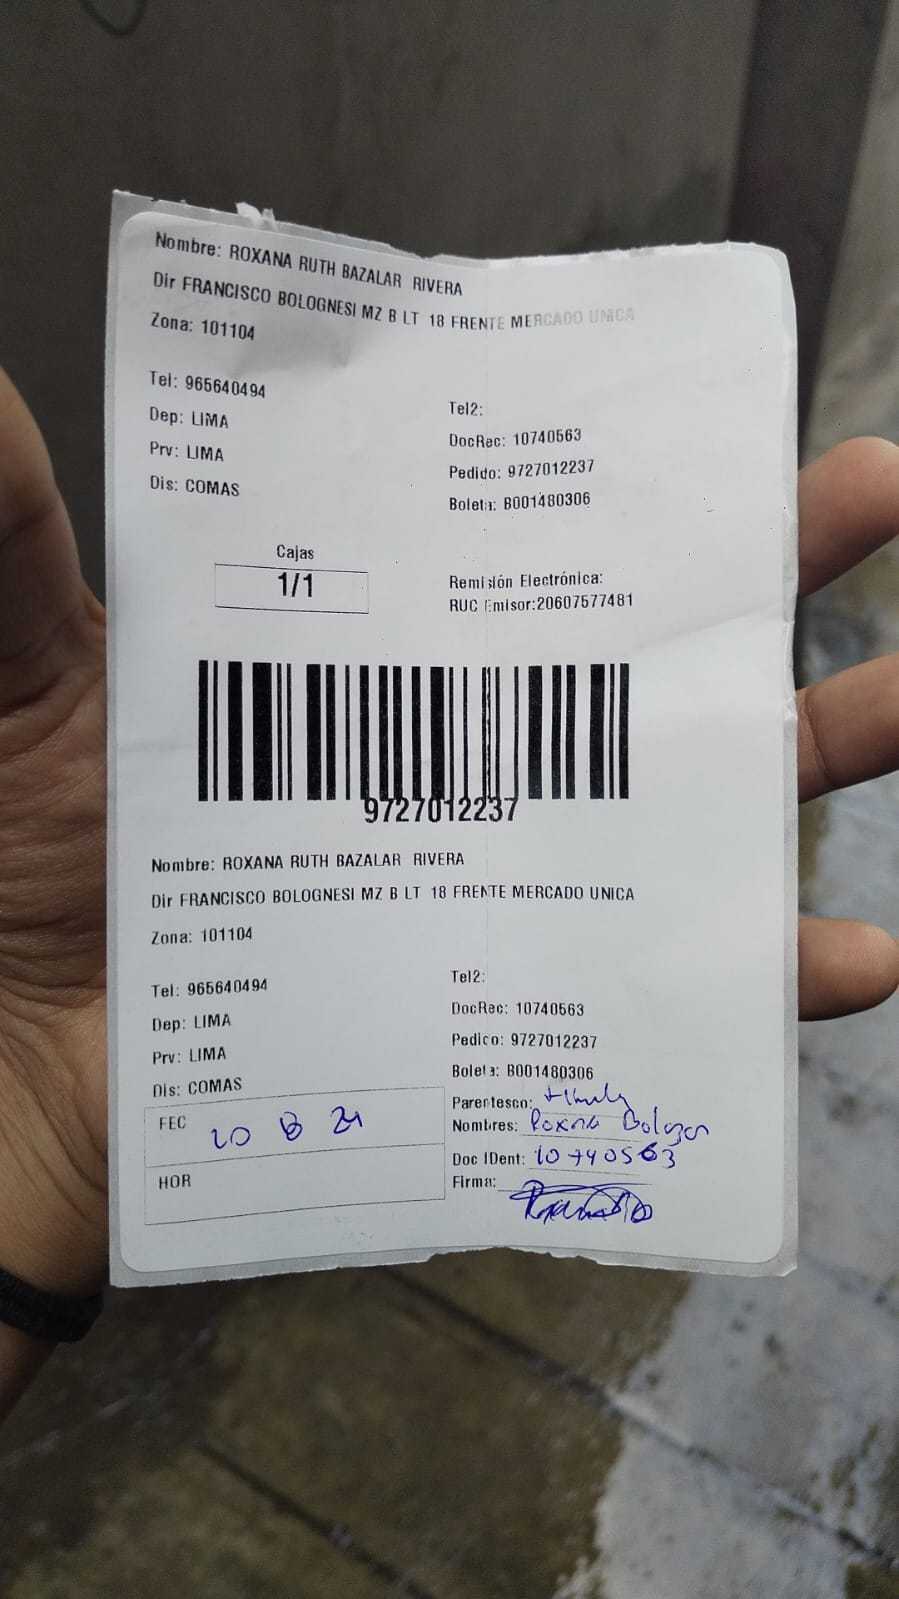 Nombre: ROXANA RUTH BAZALAR RIVERA
Dir FRANCISCO BOLOGNESI MZ B LT 18 FRENTE MERCADO UNICA
Zona: 101104
Tel: 965640494
Tel2:
Dep: LIMA
DocRec: 10740563
Prv: LIMA
Pedido: 9727012237
Dis: COMAS
Boleta: B001480306
Cajas
1/1
Remisión Electrónica:
RUC Emisor:20607577481
9727012237
Nombre: ROXANA RUTH BAZALAR RIVERA
Dir FRANCISCO BOLOGNESI MZ B LT 18 FRENTE MERCADO UNICA
Zona: 101104
Tel: 965640494
Tel2:
Dep: LIMA
DocRec: 10740563
Prv: LIMA
Pedido: 9727012237
Dis: COMAS
Boleta: B001480306
Parentesco:
FEC 20 8 21
Nombres: Roxana
Doc IDent: 10740563
HOR
Firma: